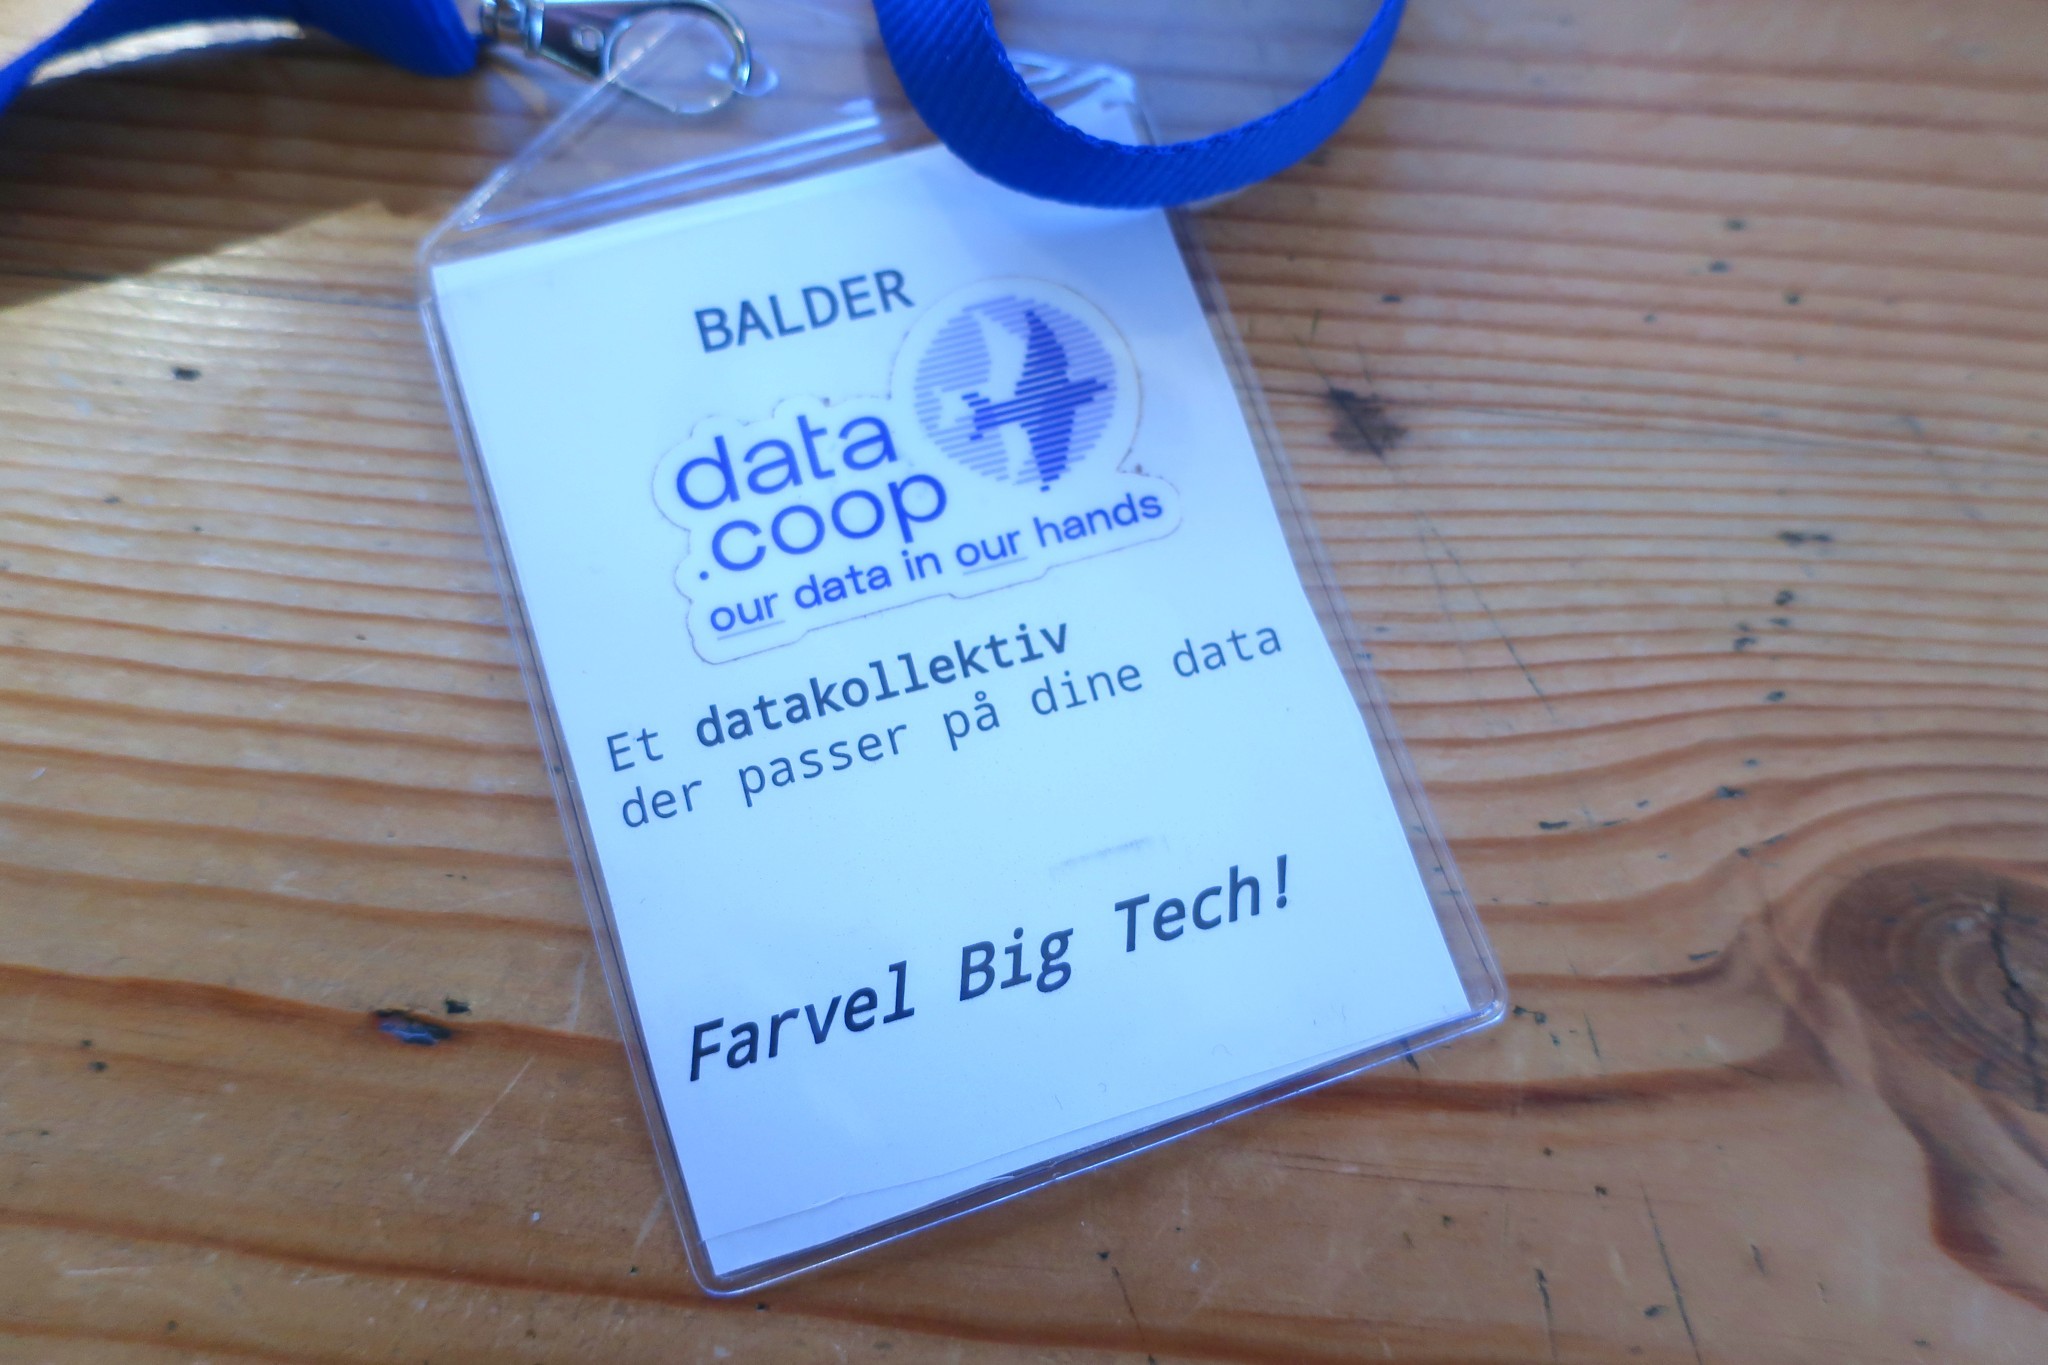 BALDER
data
.coop
our data in our hands
Et datakollektiv
der passer på dine data
Farvel Big Tech!